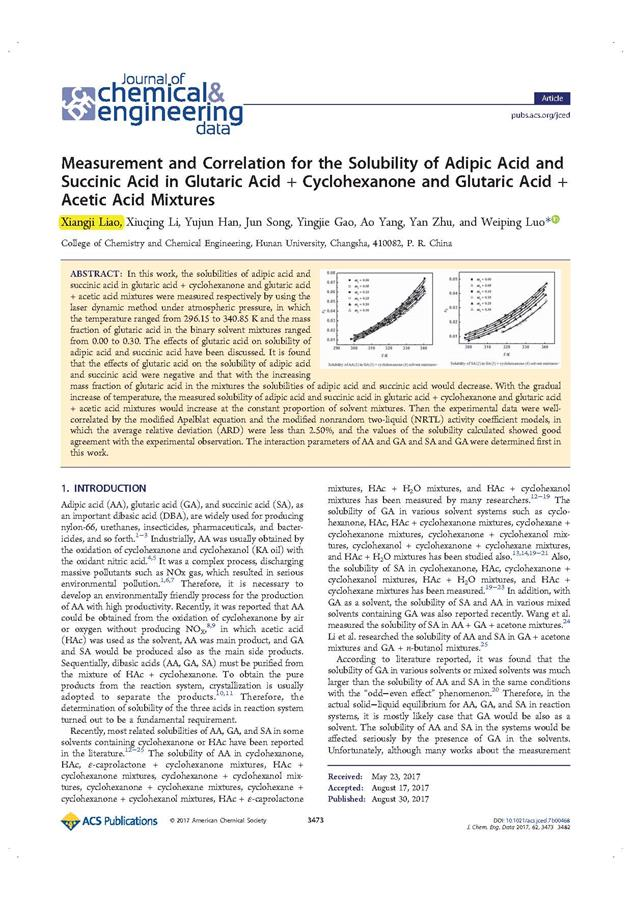 Journal of
chemical&
engineering
data
Article
pubs.acs.org/jced
Measurement and Correlation for the Solubility of Adipic Acid and
Succinic Acid in Glutaric Acid + Cyclohexanone and Glutaric Acid +
Acetic Acid Mixtures
Xiangji Liao, Xiuqing Li, Yujun Han, Jun Song, Yingjie Gao, Ao Yang, Yan Zhu, and Weiping Luo*
College of Chemistry and Chemical Engineering, Hunan University, Changsha, 410082, P. R. China
ABSTRACT: In this work, the solubilities of adipic acid and
succinic acid in glutaric acid + cyclohexanone and glutaric acid
+ acetic acid mixtures were measured respectively by using the
laser dynamic method under atmospheric pressure, in which
the temperature ranged from 296.15 to 340.85 K and the mass
fraction of glutaric acid in the binary solvent mixtures ranged
from 0.00 to 0.30. The effects of glutaric acid on solubility of
adipic acid and succinic acid have been discussed. It is found
that the effects of glutaric acid on the solubility of adipic acid
and succinic acid were negative and that with the increasing
mass fraction of glutaric acid in the mixtures the solubilities of adipic acid and succinic acid would decrease. With the gradual
increase of temperature, the measured solubility of adipic acid and succinic acid in glutaric acid + cyclohexanone and glutaric acid
+ acetic acid mixtures would increase at the constant proportion of solvent mixtures. Then the experimental data were well-
correlated by the modified Apelblat equation and the modified nonrandom two-liquid (NRTL) activity coefficient models, in
which the average relative deviation (ARD) were less than 2.50%, and the values of the solubility calculated showed good
agreement with the experimental observation. The interaction parameters of AA and GA and SA and GA were determined first in
this work.
1. INTRODUCTION
Adipic acid (AA), glutaric acid (GA), and succinic acid (SA), as
an important dibasic acid (DBA), are widely used for producing
nylon-66, urethanes, insecticides, pharmaceuticals, and bacter-
icides, and so forth.1−3 Industrially, AA was usually obtained by
the oxidation of cyclohexanone and cyclohexanol (KA oil) with
the oxidant nitric acid.4,5 It was a complex process, discharging
massive pollutants such as NOx gas, which resulted in serious
environmental pollution.1,6,7 Therefore, it is necessary to
develop an environmentally friendly process for the production
of AA with high productivity. Recently, it was reported that AA
could be obtained from the oxidation of cyclohexanone by air
or oxygen without producing NOX,8,9 in which acetic acid
(HAc) was used as the solvent, AA was main product, and GA
and SA would be produced also as the main side products.
Sequentially, dibasic acids (AA, GA, SA) must be purified from
the mixture of HAc + cyclohexanone. To obtain the pure
products from the reaction system, crystallization is usually
adopted to separate the products.10,11 Therefore, the
determination of solubility of the three acids in reaction system
turned out to be a fundamental requirement.
Recently, most related solubilities of AA, GA, and SA in some
solvents containing cyclohexanone or HAc have been reported
in the literature.12−25 The solubility of AA in cyclohexanone,
HAc, ε-caprolactone + cyclohexanone mixtures, HAc +
cyclohexanone mixtures, cyclohexanone + cyclohexanol mix-
tures, cyclohexanone + cyclohexane mixtures, cyclohexane +
cyclohexanone + cyclohexanol mixtures, HAc + ε-caprolactone
mixtures, HAc + H2O mixtures, and HAc + cyclohexanol
mixtures has been measured by many researchers.12−19 The
solubility of GA in various solvent systems such as cyclo-
hexanone, HAc, HAc + cyclohexanone mixtures, cyclohexane +
cyclohexanone mixtures, cyclohexanone + cyclohexanol mix-
tures, cyclohexanol + cyclohexanone + cyclohexane mixtures,
and HAc + H2O mixtures has been studied also.13,14,19−21 Also,
the solubility of SA in cyclohexanone, HAc, cyclohexanone +
cyclohexanol mixtures, HAc + H2O mixtures, and HAc +
cyclohexane mixtures has been measured.19−23 In addition, with
GA as a solvent, the solubility of SA and AA in various mixed
solvents containing GA was also reported recently. Wang et al.
measured the solubility of SA in AA + GA + acetone mixtures.24
Li et al. researched the solubility of AA and SA in GA + acetone
mixtures and GA + n-butanol mixtures.25
According to literature reported, it was found that the
solubility of GA in various solvents or mixed solvents was much
larger than the solubility of AA and SA in the same conditions
with the “odd−even effect” phenomenon.20 Therefore, in the
actual solid−liquid equilibrium for AA, GA, and SA in reaction
systems, it is mostly likely that GA would be also as a
solvent. The solubility of AA and SA in the systems would be
affected seriously by the presence of GA in the solvents.
Unfortunately, although many works about the measurement
Received: May 23, 2017
Accepted: August 17, 2017
Published: August 30, 2017
ACS Publications
© 2017 American Chemical Society
3473
DOI: 10.1021/acs.jced.7b00468
J. Chem. Eng. Data 2017, 62, 3473−3482